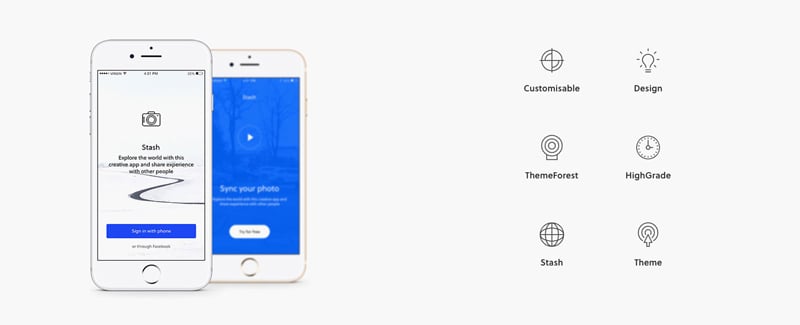 VIRGIN
4:21 PM
22%
Stash
Explore the world with this
creative app and share experience
with other people
Sign in with phone
or through Facebook
Stash
Sync your photo
Explore the world with this creative app and
share experience with other people
Try for free
Customisable
Design
ThemeForest
HighGrade
Stash
Theme